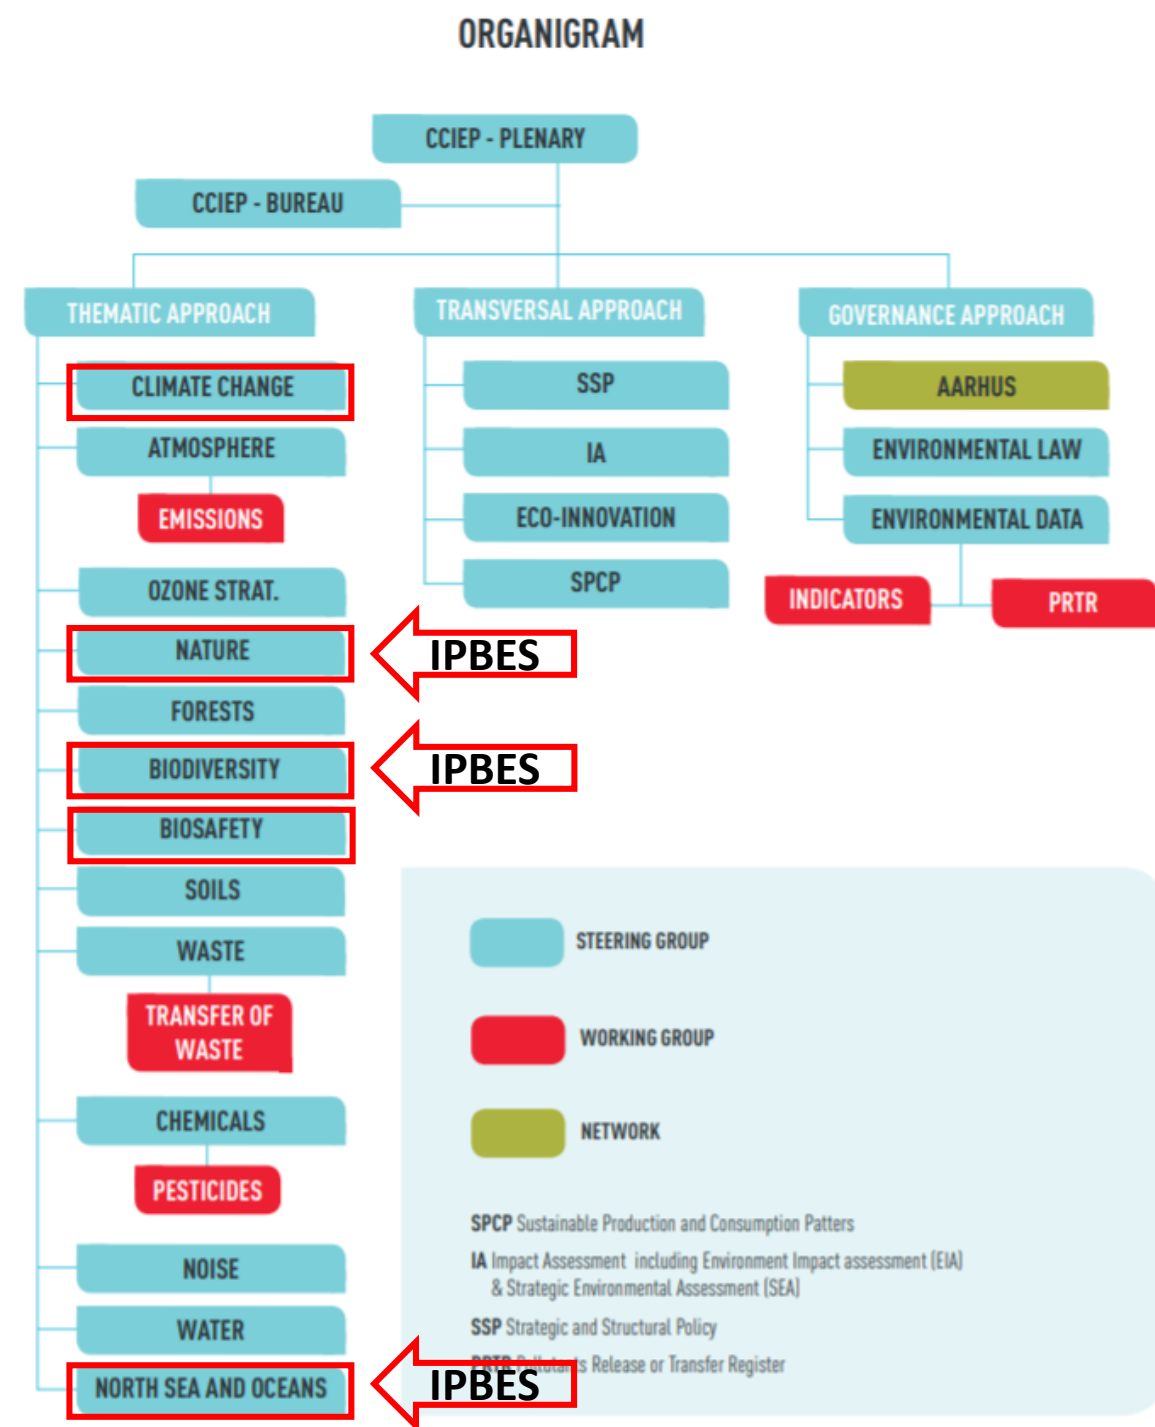 ORGANIGRAM
CCIEP - PLENARY
CCIEP - BUREAU
THEMATIC APPROACH
CLIMATE CHANGE
ATMOSPHERE
EMISSIONS
OZONE STRAT.
NATURE
IPBES
FORESTS
BIODIVERSITY
IPBES
BIOSAFETY
SOILS
WASTE
TRANSFER OF
WASTE
CHEMICALS
PESTICIDES
NOISE
WATER
NORTH SEA AND OCEANS
IPBES
TRANSVERSAL APPROACH
SSP
IA
ECO-INNOVATION
SPCP
GOVERNANCE APPROACH
AARHUS
ENVIRONMENTAL LAW
ENVIRONMENTAL DATA
INDICATORS
PRTR
STEERING GROUP
WORKING GROUP
NETWORK
SPCP Sustainable Production and Consumption Patters
IA Impact Assessment including Environment Impact assessment (EIA)
& Strategic Environmental Assessment (SEA)
SSP Strategic and Structural Policy
PRTR Pollutants Release or Transfer Register